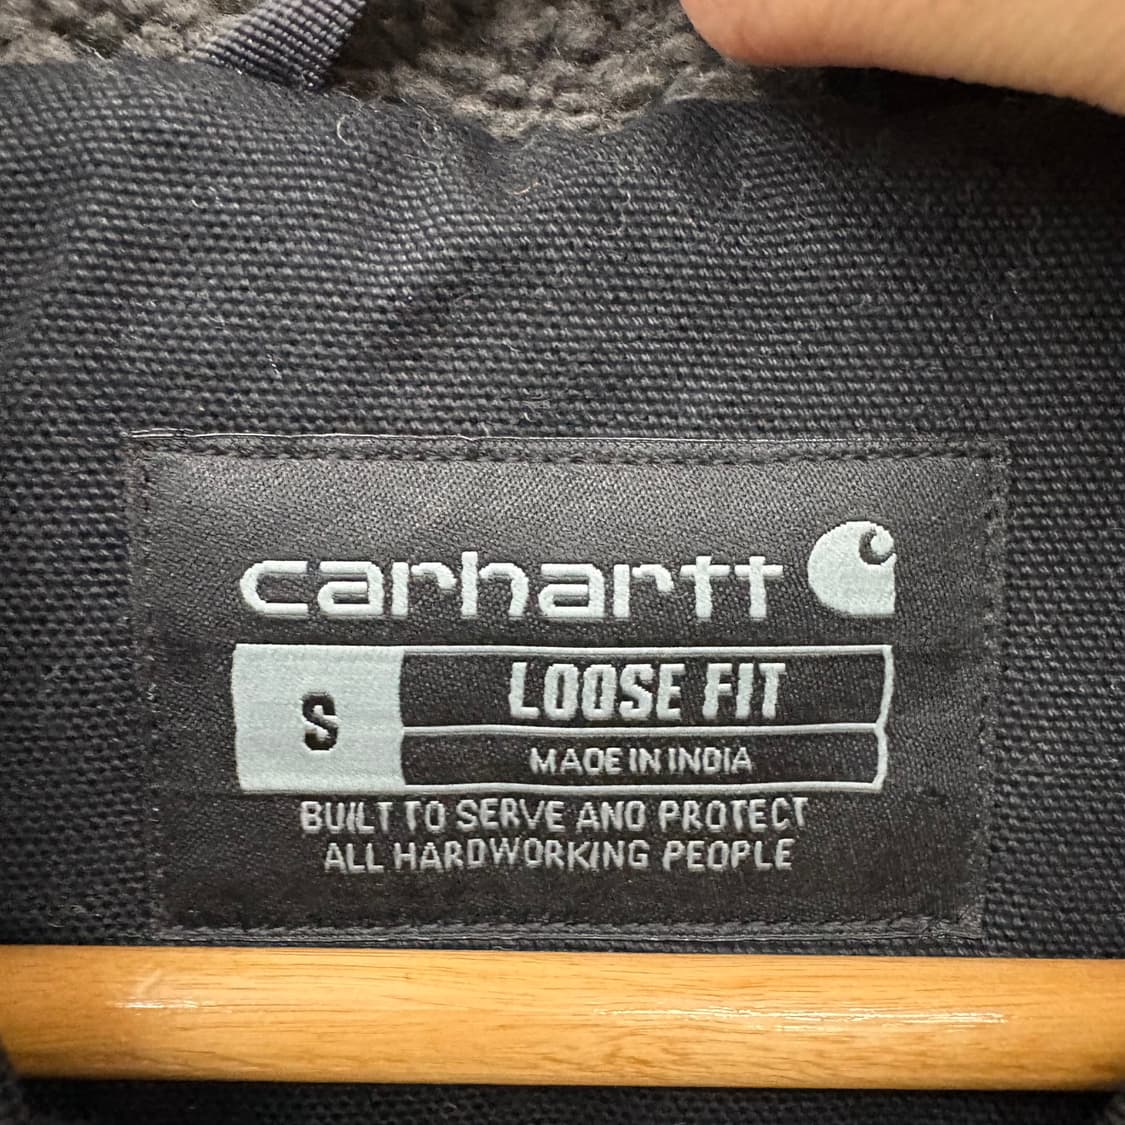 carhartt
S
LOOSE FIT
MADE IN INDIA
BUILT TO SERVE AND PROTECT
ALL HARDWORKING PEOPLE